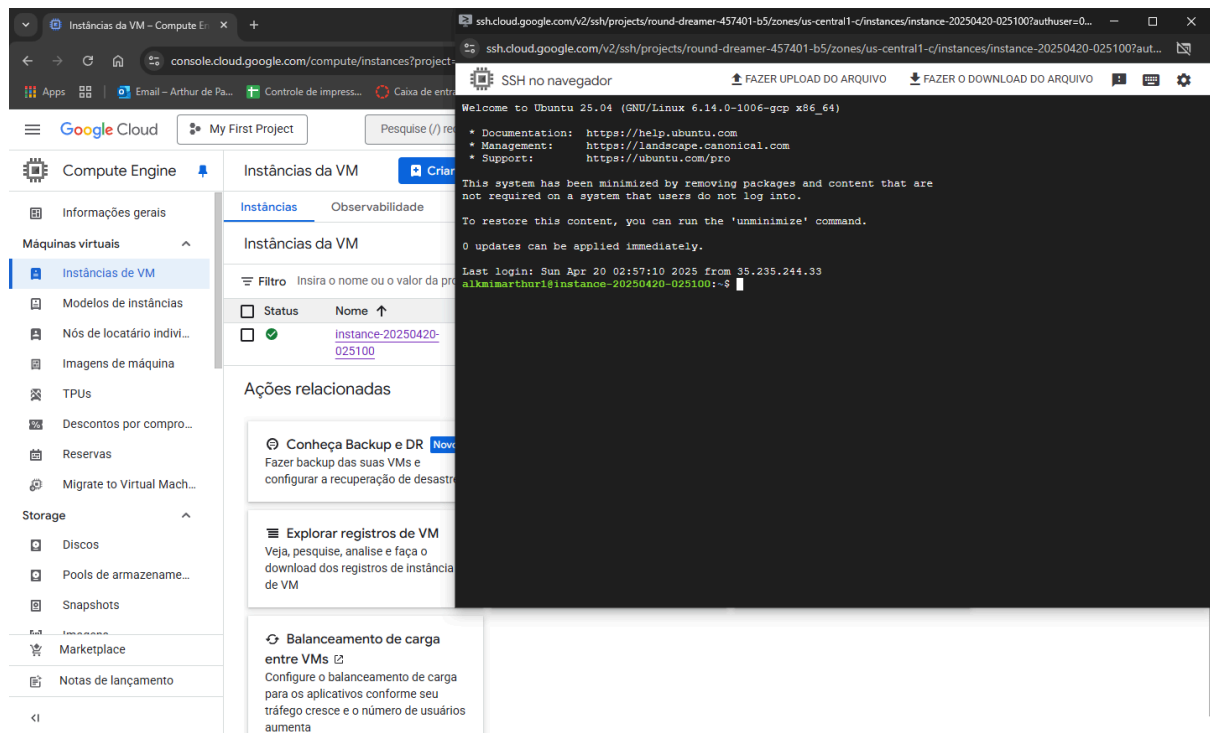 Instâncias da VM – Compute En
ssh.cloud.google.com/v2/ssh/projects/round-dreamer-457401-b5/zones/us-central1-c/instances/instance-20250420-025100?authuser=0...
console.cloud.google.com/compute/instances?project=
ssh.cloud.google.com/v2/ssh/projects/round-dreamer-457401-b5/zones/us-central1-c/instances/instance-20250420-025100?aut...
Apps
Email – Arthur de Pa...
Controle de impress...
Caixa de entra
SSH no navegador
FAZER UPLOAD DO ARQUIVO
FAZER O DOWNLOAD DO ARQUIVO
Google Cloud
My First Project
Pesquise (/) re
Compute Engine
Informações gerais
Máquinas virtuais
Instâncias de VM
Modelos de instâncias
Nós de locatário indivi...
Imagens de máquina
TPUs
Descontos por compro...
Reservas
Migrate to Virtual Mach...
Storage
Discos
Pools de armazename...
Snapshots
Marketplace
Notas de lançamento
Instâncias da VM
Criar
Instâncias
Observabilidade
Instâncias da VM
Filtro Insira o nome ou o valor da pro
Status Nome
instance-20250420-
025100
Ações relacionadas
Conheça Backup e DR Novo
Fazer backup das suas VMs e
configurar a recuperação de desastre
Explorar registros de VM
Veja, pesquise, analise e faça o
download dos registros de instância
de VM
Balanceamento de carga
entre VMs
Configure o balanceamento de carga
para os aplicativos conforme seu
tráfego cresce e o número de usuários
aumenta
Welcome to Ubuntu 25.04 (GNU/Linux 6.14.0-1006-gcp x86_64)
* Documentation: https://help.ubuntu.com
* Management: https://landscape.canonical.com
* Support: https://ubuntu.com/pro
This system has been minimized by removing packages and content that are
not required on a system that users do not log into.
To restore this content, you can run the 'unminimize' command.
0 updates can be applied immediately.
Last login: Sun Apr 20 02:57:10 2025 from 35.235.244.33
alkmimarthur1@instance-20250420-025100:~$